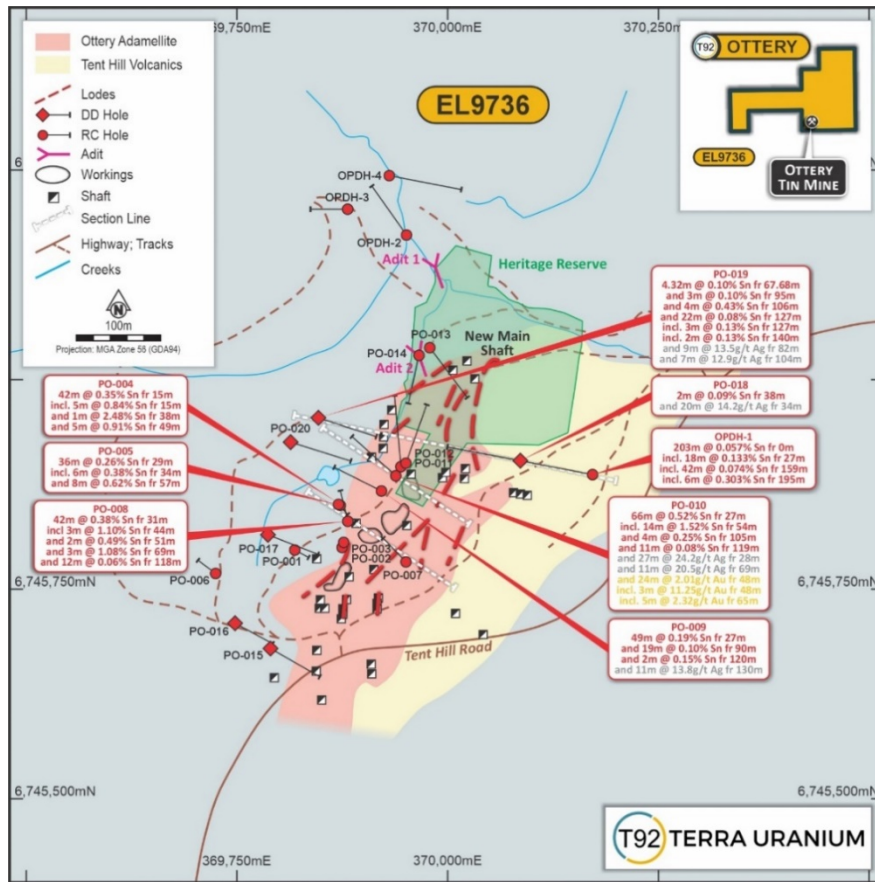 369,750mE
370,000mE
370,250mE
Ottery Adamellite
Tent Hill Volcanics
Lodes
DD Hole
RC Hole
Adit
Workings
Shaft
Section Line
Highway; Tracks
Creeks
N
100m
Projection: MGA Zone 56 (GDA94)
EL9736
T92 OTTERY
EL9736
OTTERY
TIN MINE
OPDH-4
OPDH-3
OPDH-2
Adit 1
Heritage Reserve
PO-013
PO-014
Adit 2
New Main
Shaft
PO-019
4.32m @ 0.10% Sn fr 67.68m
and 3m @ 0.10% Sn fr 95m
and 4m @ 0.43% Sn fr 106m
and 22m @ 0.08% Sn fr 127m
incl. 3m @ 0.13% Sn fr 127m
incl. 2m @ 0.13% Sn fr 140m
and 9m @ 13.5g/t Ag fr 82m
and 7m @ 12.9g/t Ag fr 104m
PO-004
42m @ 0.35% Sn fr 15m
incl. 5m @ 0.84% Sn fr 15m
and 1m @ 2.48% Sn fr 38m
and 5m @ 0.91% Sn fr 49m
PO-018
2m @ 0.09% Sn fr 38m
and 20m @ 14.2g/t Ag fr 34m
PO-020
PO-005
36m @ 0.26% Sn fr 29m
incl. 6m @ 0.38% Sn fr 34m
and 8m @ 0.62% Sn fr 57m
PO-012
PO-011
OPDH-1
203m @ 0.057% Sn fr 0m
incl. 18m @ 0.133% Sn fr 27m
incl. 42m @ 0.074% Sn fr 159m
incl. 6m @ 0.303% Sn fr 195m
PO-008
42m @ 0.38% Sn fr 31m
incl 3m @ 1.10% Sn fr 44m
and 2m @ 0.49% Sn fr 51m
and 3m @ 1.08% Sn fr 69m
and 12m @ 0.06% Sn fr 118m
PO-010
66m @ 0.52% Sn fr 27m
incl. 14m @ 1.52% Sn fr 54m
and 4m @ 0.25% Sn fr 105m
and 11m @ 0.08% Sn fr 119m
and 27m @ 24.2g/t Ag fr 28m
and 11m @ 20.5g/t Ag fr 69m
and 24m @ 2.01g/t Au fr 48m
incl. 3m @ 11.25g/t Au fr 48m
incl. 5m @ 2.32g/t Au fr 65m
PO-017
PO-001
PO-003
PO-002
PO-007
PO-006
6,745,750mN
PO-016
PO-015
PO-009
49m @ 0.19% Sn fr 27m
and 19m @ 0.10% Sn fr 90m
and 2m @ 0.15% Sn fr 120m
and 11m @ 13.8g/t Ag fr 130m
Tent Hill Road
6,745,500mN
6,745,500mN
T92 TERRA URANIUM
369,750mE
370,000mE